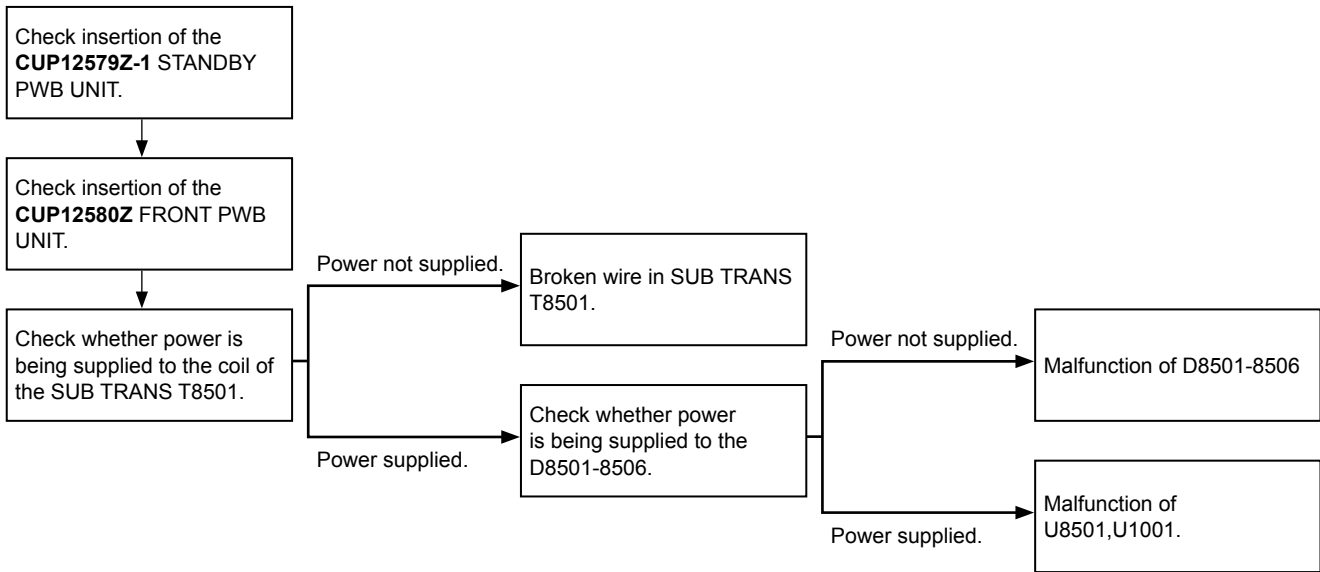 Check insertion of the
CUP12579Z-1 STANDBY
PWB UNIT.
Check insertion of the
CUP12580Z FRONT PWB
UNIT.
Check whether power is
being supplied to the coil of
the SUB TRANS T8501.
Power not supplied.
Broken wire in SUB TRANS
T8501.
Power supplied.
Check whether power
is being supplied to the
D8501-8506.
Power not supplied.
Malfunction of D8501-8506
Power supplied.
Malfunction of
U8501,U1001.